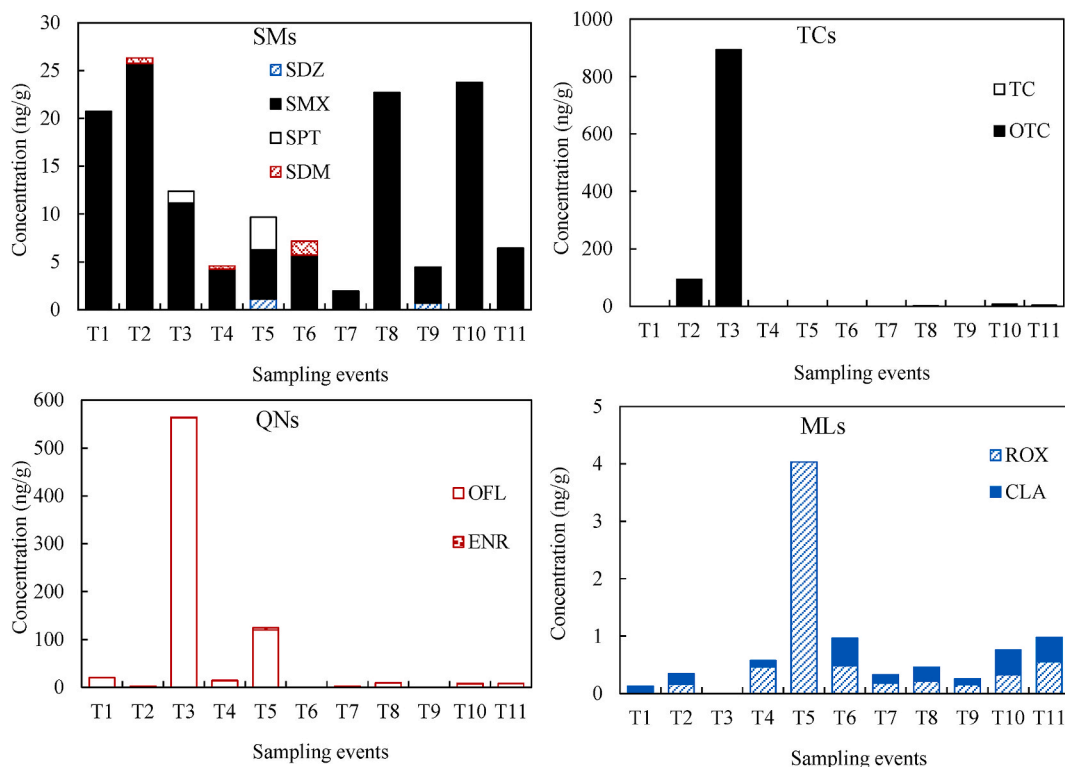 SMs
Concentration (ng/g)
30
25
20
15
10
5
0
SDZ
SMX
SPT
SDM
T1 T2 T3 T4 T5 T6 T7 T8 T9 T10 T11
Sampling events
TCs
Concentration (ng/g)
1000
800
600
400
200
0
TC
OTC
T1 T2 T3 T4 T5 T6 T7 T8 T9 T10 T11
Sampling events
QNs
Concentration (ng/g)
600
500
400
300
200
100
0
OFL
ENR
T1 T2 T3 T4 T5 T6 T7 T8 T9 T10 T11
Sampling events
MLs
Concentration (ng/g)
5
4
3
2
1
0
ROX
CLA
T1 T2 T3 T4 T5 T6 T7 T8 T9 T10 T11
Sampling events